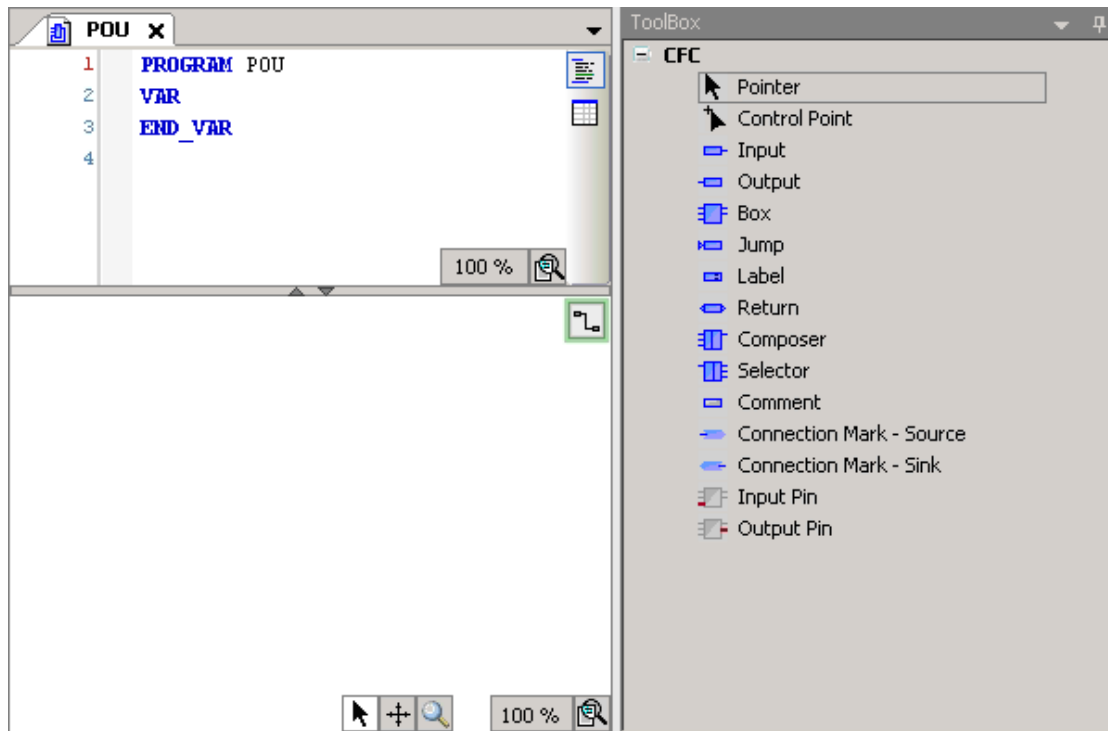 POU
1 PROGRAM POU
2 VAR
3 END_VAR
4
100 %
100 %
ToolBox
CFC
Pointer
Control Point
Input
Output
Box
Jump
Label
Return
Composer
Selector
Comment
Connection Mark - Source
Connection Mark - Sink
Input Pin
Output Pin